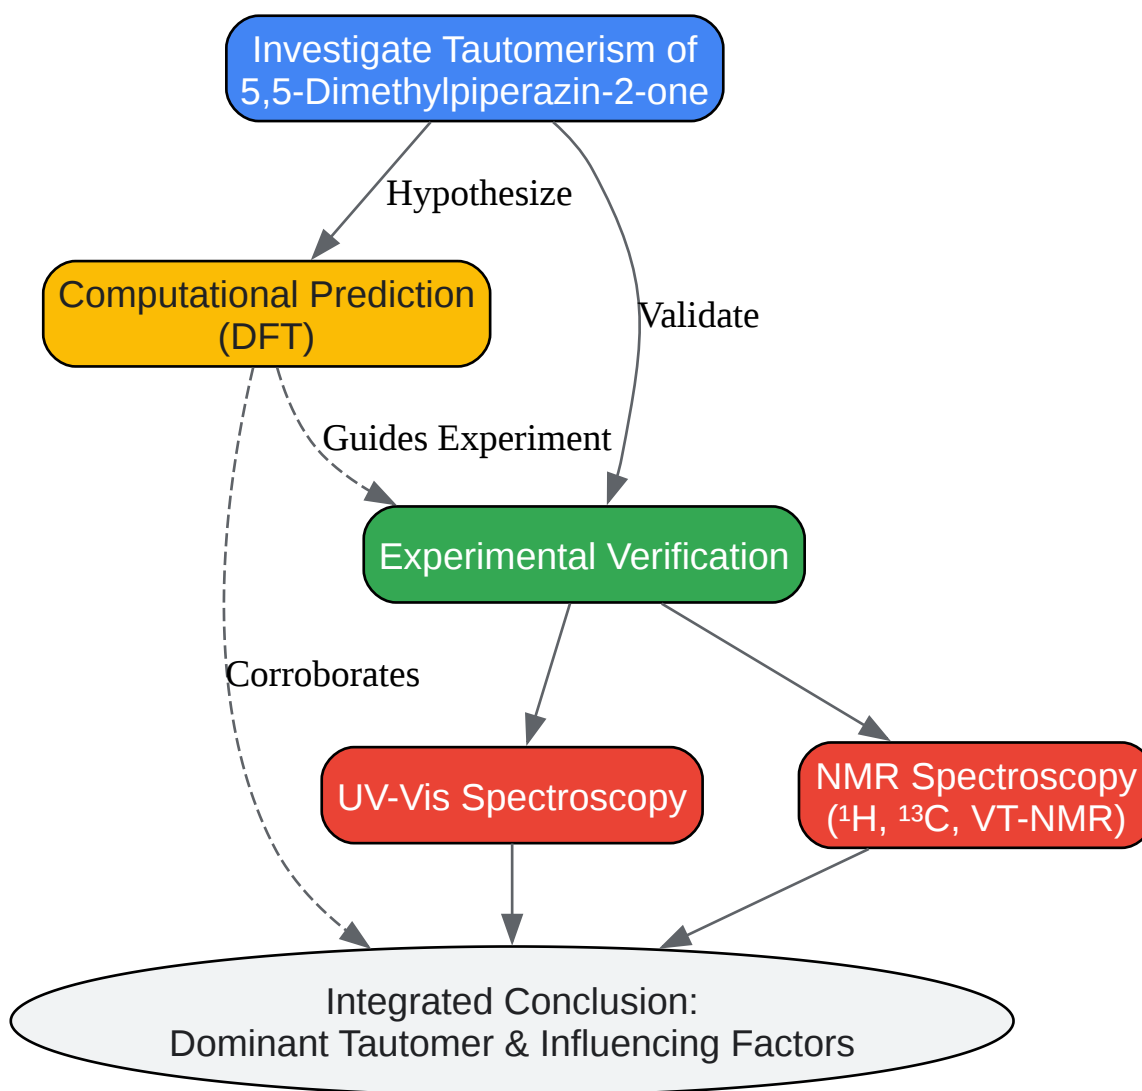 Investigate Tautomerism of
5,5-Dimethylpiperazin-2-one
Hypothesize
Computational Prediction
(DFT)
Validate
Guides Experiment
Experimental Verification
Corroborates
UV-Vis Spectroscopy
NMR Spectroscopy
(¹H, ¹³C, VT-NMR)
Integrated Conclusion:
Dominant Tautomer & Influencing Factors